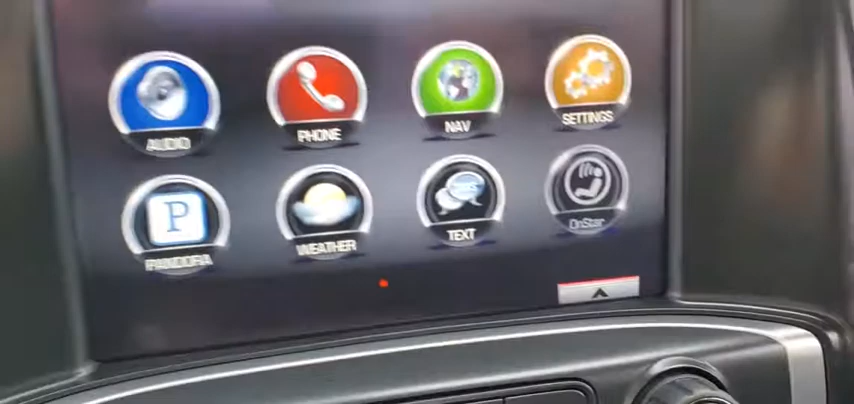 AUDIO
PHONE
NAV
SETTINGS
P
PANDORA
WEATHER
TEXT
OnStar